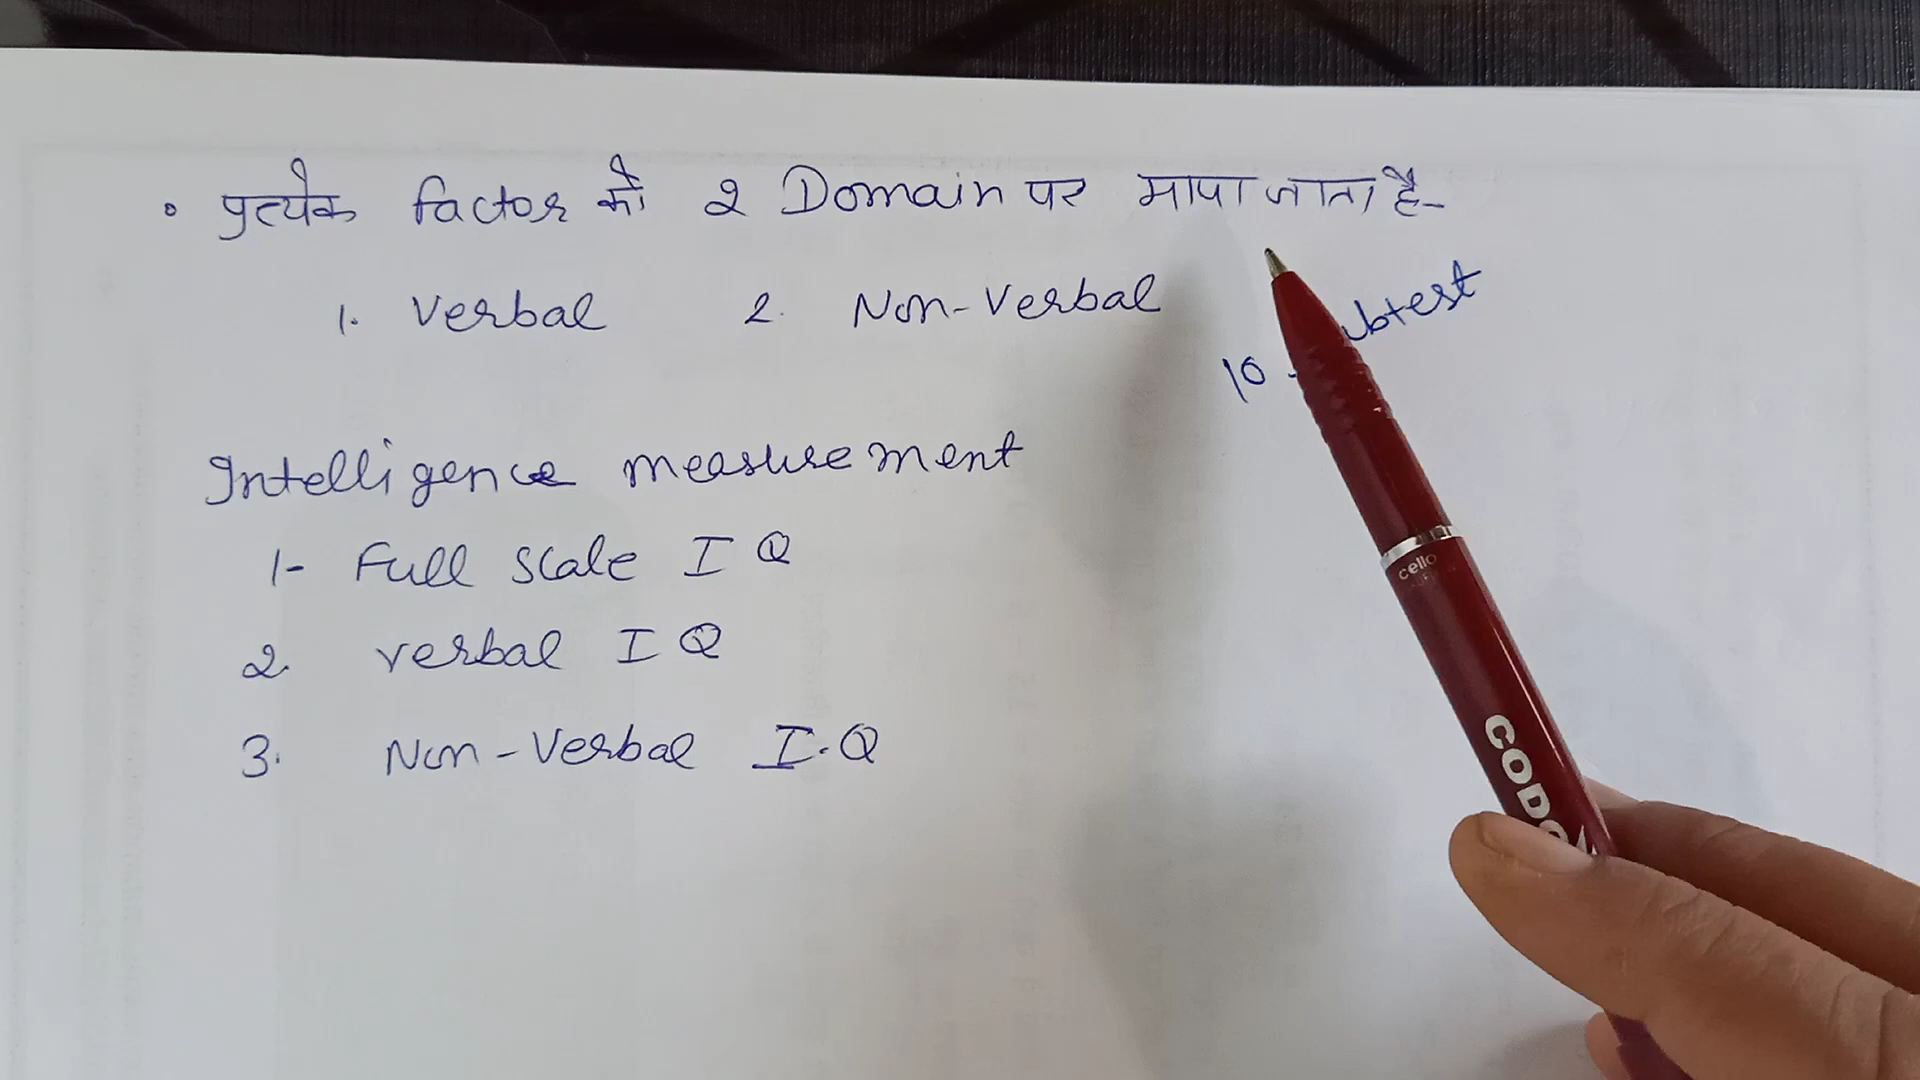 • प्रत्येक factor को 2 Domain पर मापा जाता है-
1. Verbal 2. Non-Verbal
10
Intelligence measurement
1- Full scale I Q
2. verbal I Q
3. Non-Verbal I.Q
cello